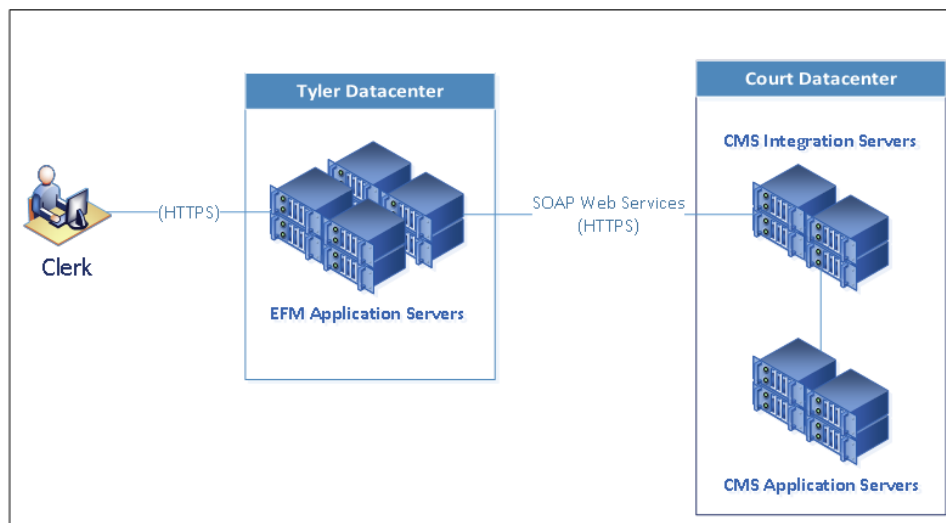 Tyler Datacenter
Court Datacenter
CMS Integration Servers
(HTTPS)
SOAP Web Services
(HTTPS)
Clerk
EFM Application Servers
CMS Application Servers